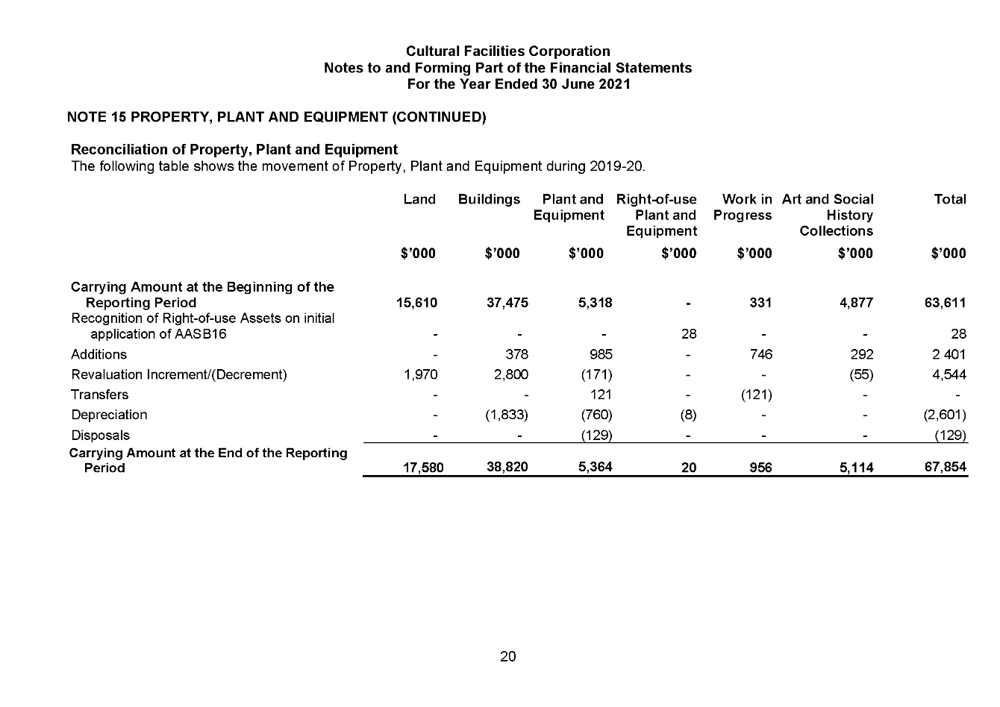 Cultural Facilities Corporation
Notes to and Forming Part of the Financial Statements
For the Year Ended 30 June 2021
NOTE 15 PROPERTY, PLANT AND EQUIPMENT (CONTINUED)
Reconciliation of Property, Plant and Equipment
The following table shows the movement of Property, Plant and Equipment during 2019-20.
Land Buildings Plant and Right-of-use Work in Art and Social Total
Equipment Plant and Progress History
Equipment Collections
$’000 $’000 $’000 $’000 $’000 $’000 $’000
Carrying Amount at the Beginning of the
Reporting Period 15,610 37,475 5,318 - 331 4,877 63,611
Recognition of Right-of-use Assets on initial
application of AASB16 - - - 28 - - 28
Additions - 378 985 - 746 292 2 401
Revaluation Increment/(Decrement) 1,970 2,800 (171) - - (55) 4,544
Transfers - - 121 - (121) - -
Depreciation - (1,833) (760) (8) - - (2,601)
Disposals - - (129) - - - (129)
Carrying Amount at the End of the Reporting
Period 17,580 38,820 5,364 20 956 5,114 67,854
20